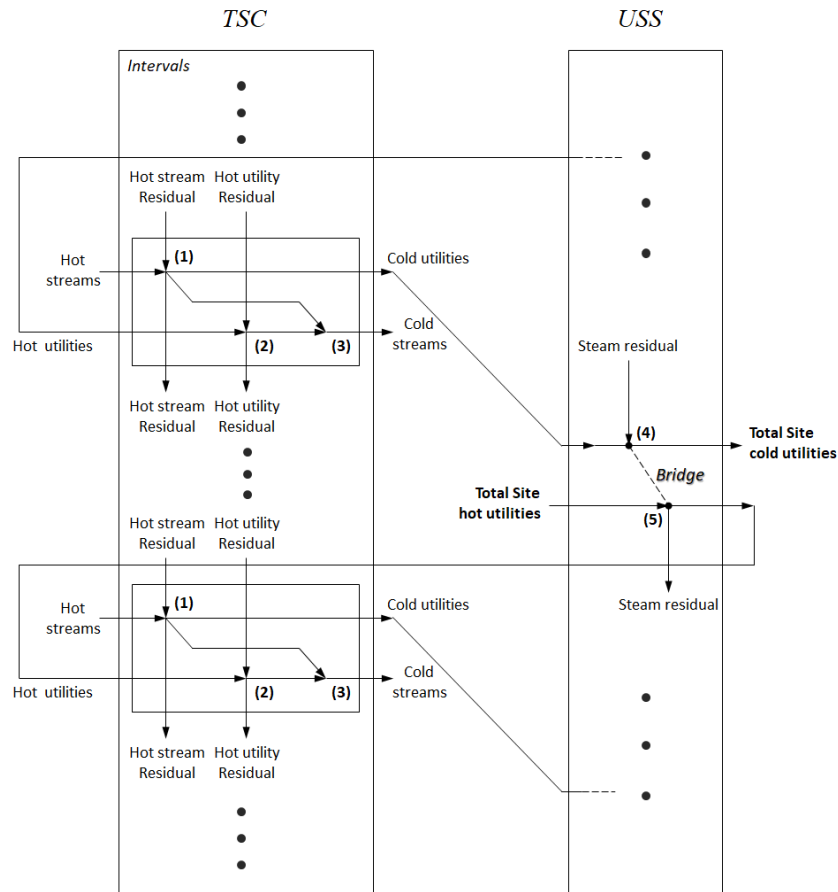 TSC
USS
Intervals
Hot stream
Residual
Hot utility
Residual
(1)
Hot
streams
Cold utilities
Cold
streams
Hot utilities
(2)
(3)
Steam residual
Hot stream
Residual
Hot utility
Residual
(4)
Total Site
cold utilities
Bridge
Total Site
hot utilities
(5)
Hot stream
Residual
Hot utility
Residual
Steam residual
(1)
Hot
streams
Cold utilities
Cold
streams
Hot utilities
(2)
(3)
Hot stream
Residual
Hot utility
Residual